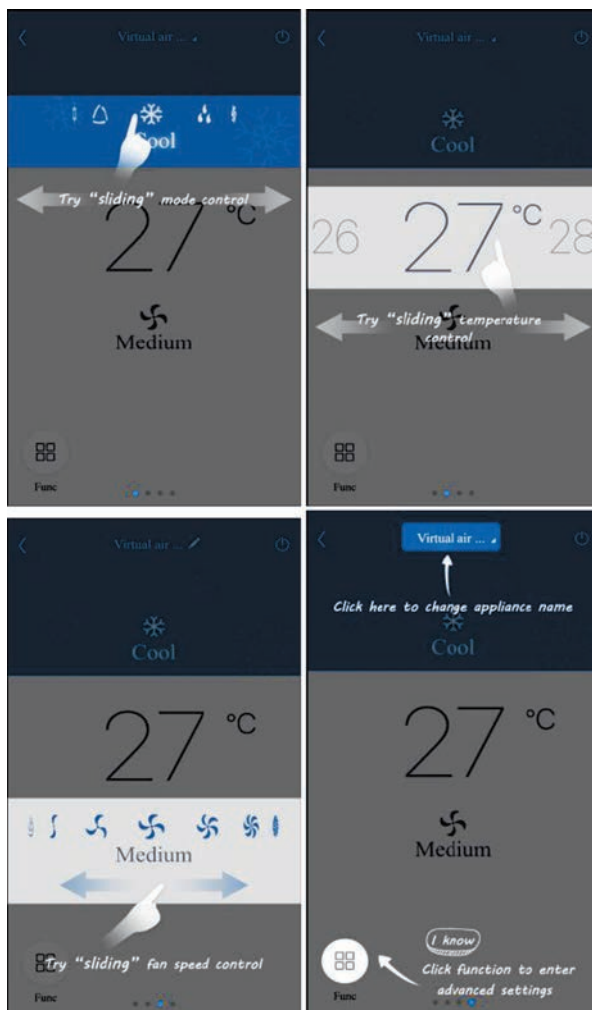 Virtual air ...
Cool
Try "sliding" mode control
27 °C
Medium
Func
Virtual air ...
Cool
26 27 °C 28
Try "sliding" temperature
control
Medium
Func
Virtual air ...
Cool
27 °C
Medium
Try "sliding" fan speed control
Func
Virtual air ...
Click here to change appliance name
Cool
27 °C
Medium
I know
Click function to enter
advanced settings
Func